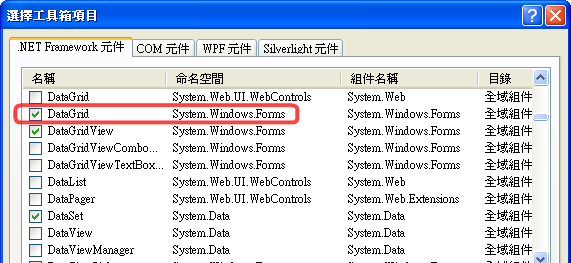 選擇工具箱項目
.NET Framework 元件 COM 元件 WPF 元件 Silverlight 元件
名稱 命名空間 組件名稱 目錄
DataGrid System.Web.UI.WebControls System.Web 全域組件
DataGrid System.Windows.Forms System.Windows.Forms 全域組件
DataGridView System.Windows.Forms System.Windows.Forms 全域組件
DataGridViewCombo... System.Windows.Forms System.Windows.Forms 全域組件
DataGridViewTextBox... System.Windows.Forms System.Windows.Forms 全域組件
DataList System.Web.UI.WebControls System.Web 全域組件
DataPager System.Web.UI.WebControls System.Web.Extensions 全域組件
DataSet System.Data System.Data 全域組件
DataView System.Data System.Data 全域組件
DataViewManager System.Data System.Data 全域組件